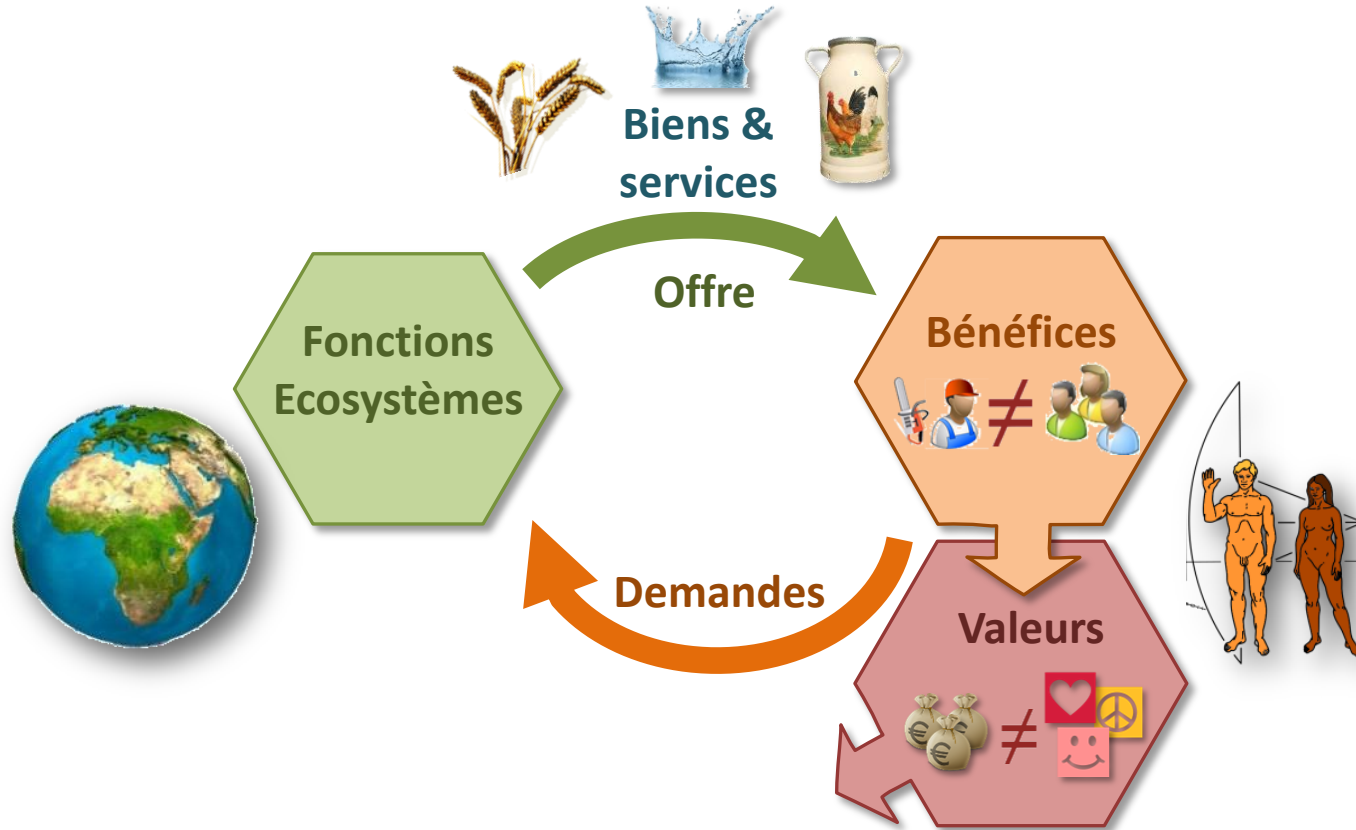 Biens &
services
Offre
Fonctions
Ecosystèmes
Bénéfices
≠
Demandes
Valeurs
€ € € ≠